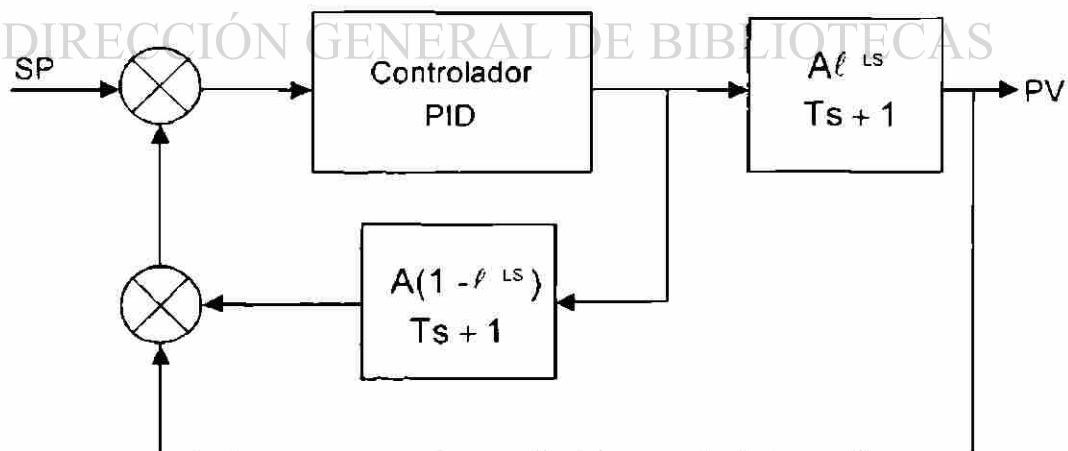 DIRECCIÓN GENERAL DE BIBLIOTECAS
SP
Controlador
PID
Aℓ LS
Ts + 1
PV
A(1 - ℓ LS)
Ts + 1